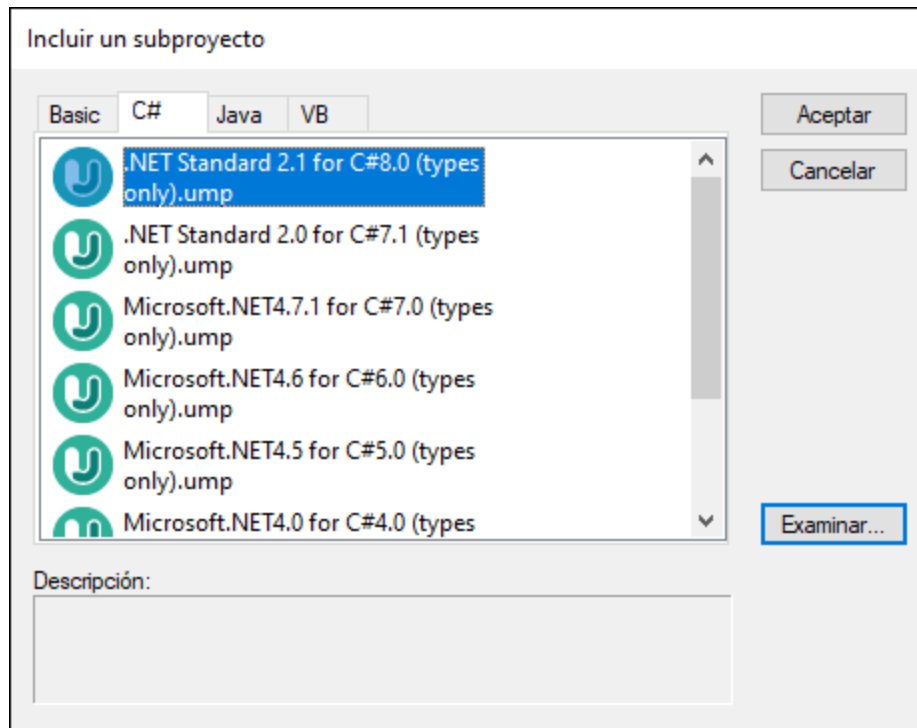 Incluir un subproyecto
Basic C# Java VB
Aceptar
Cancelar
.NET Standard 2.1 for C#8.0 (types
only).ump
.NET Standard 2.0 for C#7.1 (types
only).ump
Microsoft.NET4.7.1 for C#7.0 (types
only).ump
Microsoft.NET4.6 for C#6.0 (types
only).ump
Microsoft.NET4.5 for C#5.0 (types
only).ump
Microsoft.NET4.0 for C#4.0 (types
Examinar...
Descripción: